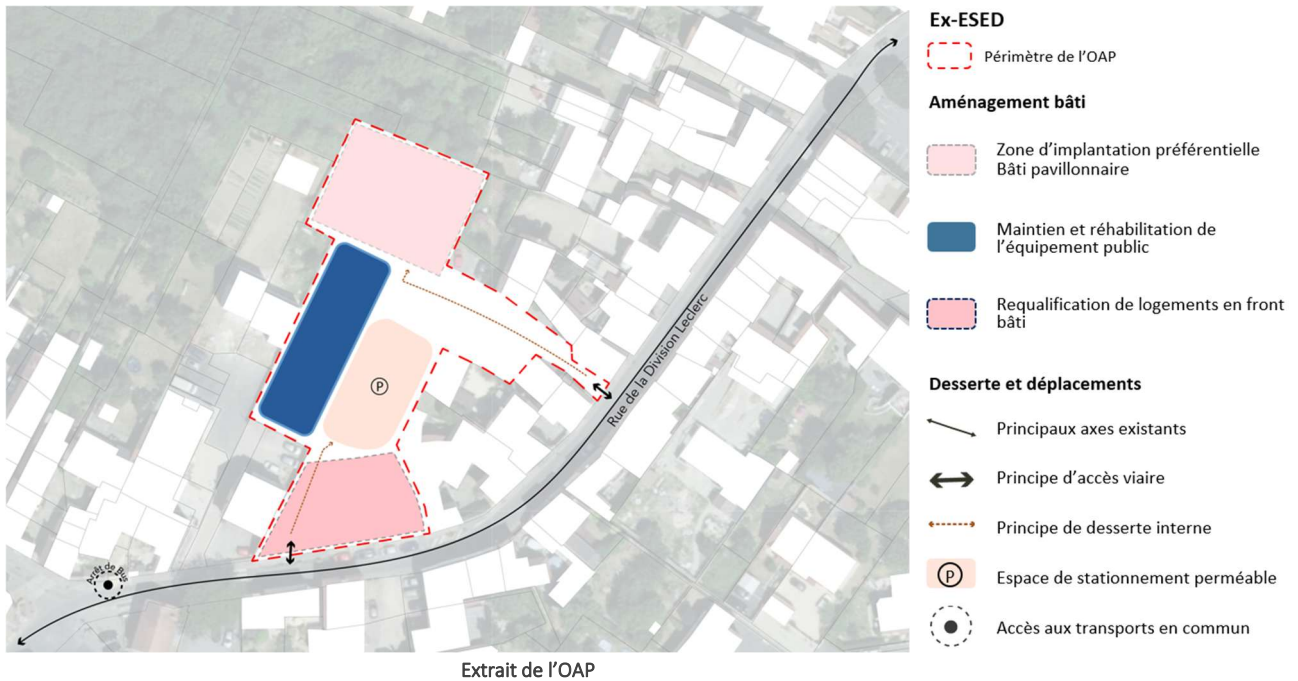 Ex-ESED
Périmètre de l'OAP
Aménagement bâti
Zone d'implantation préférentielle
Bâti pavillonnaire
Maintien et réhabilitation de
l'équipement public
Requalification de logements en front
bâti
Desserte et déplacements
Principaux axes existants
Principe d'accès viaire
Principe de desserte interne
P
Espace de stationnement perméable
Accès aux transports en commun
P
Rue de la Division Leclerc
Arrêt de Bus
Extrait de l'OAP